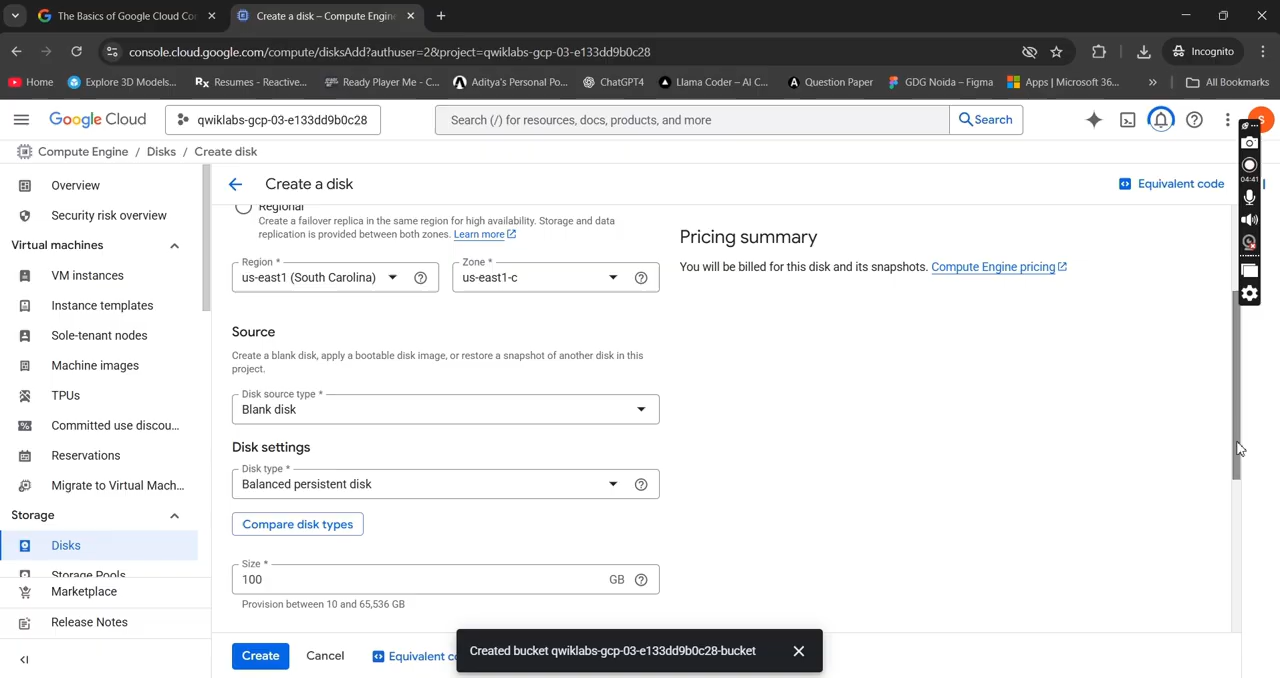 The Basics of Google Cloud Co
Create a disk – Compute Engine
console.cloud.google.com/compute/disksAdd?authuser=2&project=qwiklabs-gcp-03-e133dd9b0c28
Incognito
Home
Explore 3D Models...
Resumes - Reactive...
Ready Player Me - C...
Aditya's Personal Po...
ChatGPT4
Llama Coder – AI C...
Question Paper
GDG Noida – Figma
Apps | Microsoft 36...
All Bookmarks
Google Cloud
qwiklabs-gcp-03-e133dd9b0c28
Search (/) for resources, docs, products, and more
Search
S
Compute Engine / Disks / Create disk
04:41
Overview
Security risk overview
Virtual machines
VM instances
Instance templates
Sole-tenant nodes
Machine images
TPUs
Committed use discou...
Reservations
Migrate to Virtual Mach...
Storage
Disks
Storage Pools
Marketplace
Release Notes
Create a disk
Equivalent code
Regional
Create a failover replica in the same region for high availability. Storage and data
replication is provided between both zones. Learn more
Region *
us-east1 (South Carolina)
Zone *
us-east1-c
Source
Create a blank disk, apply a bootable disk image, or restore a snapshot of another disk in this
project.
Disk source type *
Blank disk
Disk settings
Disk type *
Balanced persistent disk
Compare disk types
Size *
100
GB
Provision between 10 and 65,536 GB
Pricing summary
You will be billed for this disk and its snapshots. Compute Engine pricing
Create
Cancel
Equivalent co
Created bucket qwiklabs-gcp-03-e133dd9b0c28-bucket